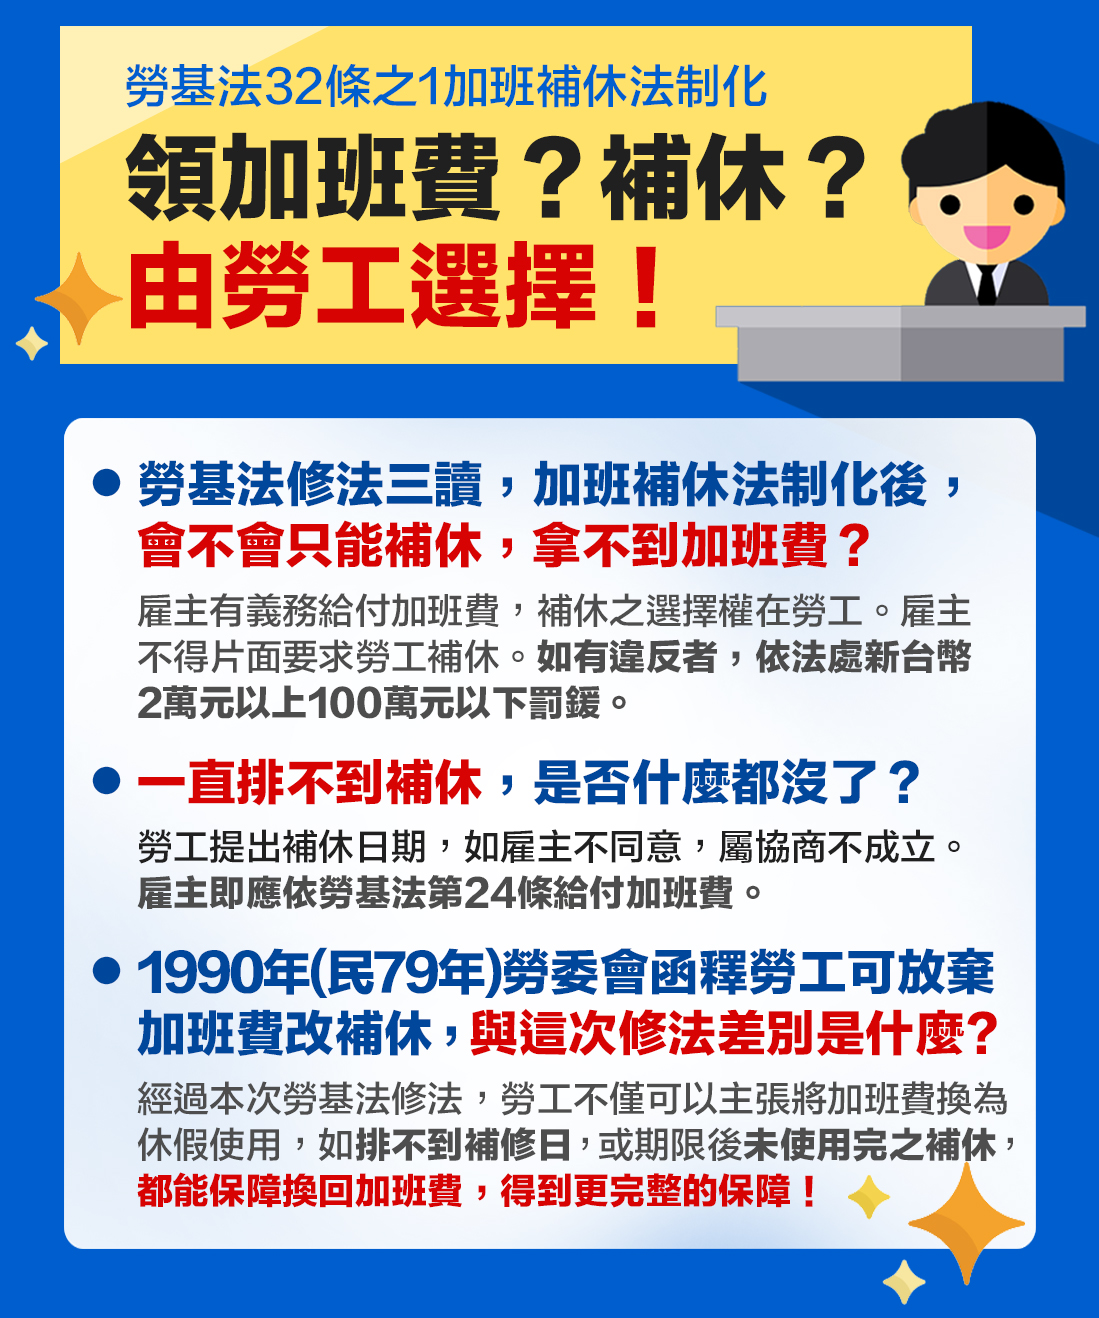 勞基法32條之1加班補休法制化
領加班費？補休？
由勞工選擇！
● 勞基法修法三讀，加班補休法制化後，
會不會只能補休，拿不到加班費？
雇主有義務給付加班費，補休之選擇權在勞工。雇主
不得片面要求勞工補休。如有違反者，依法處新台幣
2萬元以上100萬元以下罰鍰。
● 一直排不到補休，是否什麼都沒了？
勞工提出補休日期，如雇主不同意，屬協商不成立。
雇主即應依勞基法第24條給付加班費。
● 1990年(民79年)勞委會函釋勞工可放棄
加班費改補休，與這次修法差別是什麼?
經過本次勞基法修法，勞工不僅可以主張將加班費換為
休假使用，如排不到補修日，或期限後未使用完之補休，
都能保障換回加班費，得到更完整的保障！